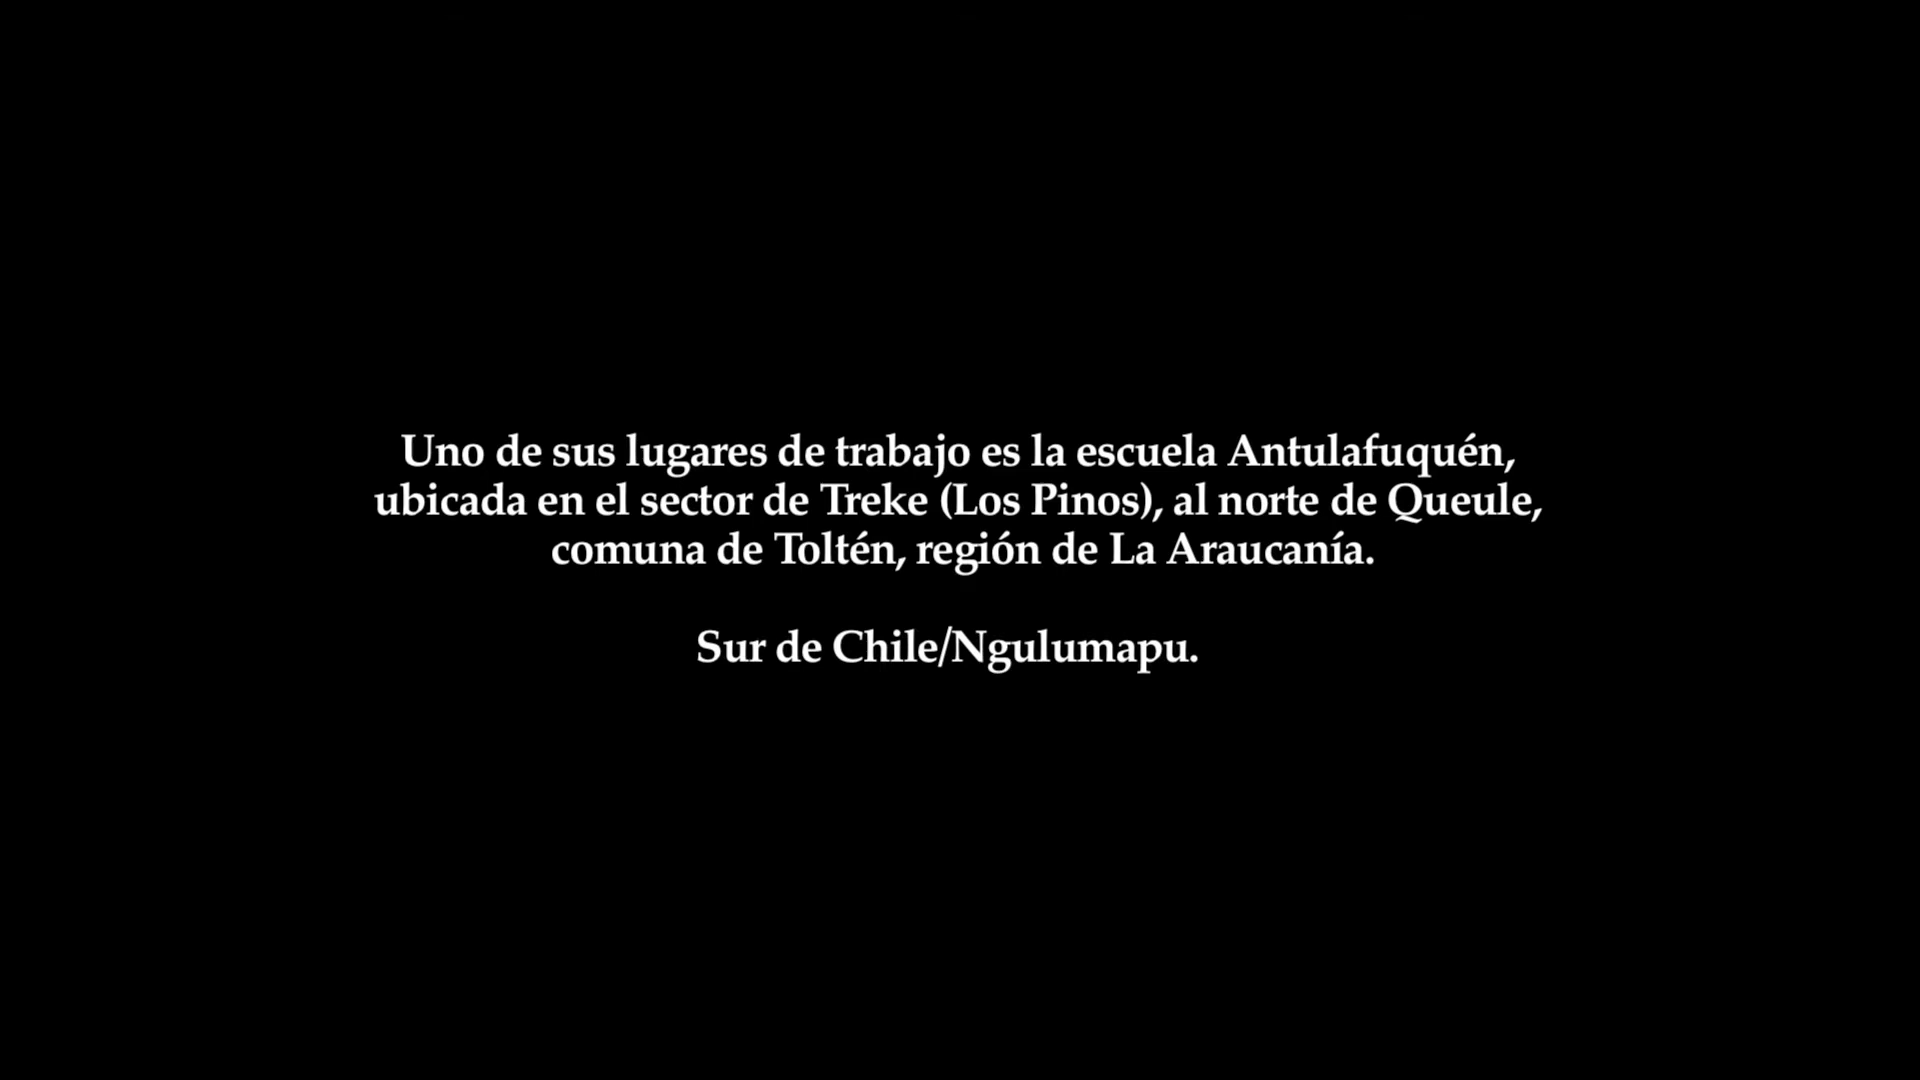 Uno de sus lugares de trabajo es la escuela Antulafuquén,
ubicada en el sector de Treke (Los Pinos), al norte de Queule,
comuna de Toltén, región de La Araucanía.
Sur de Chile/Ngulumapu.